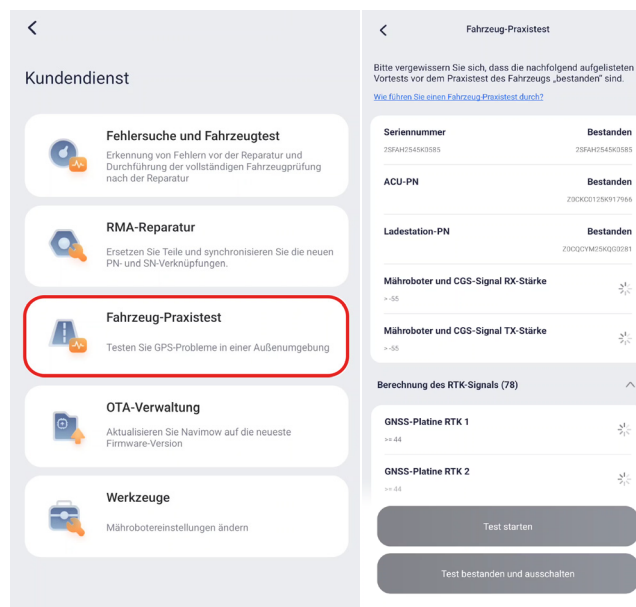 Kundendienst
Fehlersuche und Fahrzeugtest
Erkennung von Fehlern vor der Reparatur und
Durchführung der vollständigen Fahrzeugprüfung
nach der Reparatur
RMA-Reparatur
Ersetzen Sie Teile und synchronisieren Sie die neuen
PN- und SN-Verknüpfungen.
Fahrzeug-Praxistest
Testen Sie GPS-Probleme in einer Außenumgebung
OTA-Verwaltung
Aktualisieren Sie Navimow auf die neueste
Firmware-Version
Werkzeuge
Mährobotereinstellungen ändern
Fahrzeug-Praxistest
Bitte vergewissern Sie sich, dass die nachfolgend aufgelisteten
Vortests vor dem Praxistest des Fahrzeugs „bestanden" sind.
Wie führen Sie einen Fahrzeug-Praxistest durch?
Seriennummer Bestanden
2SFAH2545K0585 2SFAH2545K0585
ACU-PN Bestanden
Z0CKC0125K917966
Ladestation-PN Bestanden
Z0CQCYM25KQG0281
Mähroboter und CGS-Signal RX-Stärke
> -55
Mähroboter und CGS-Signal TX-Stärke
> -55
Berechnung des RTK-Signals (78)
GNSS-Platine RTK 1
>= 44
GNSS-Platine RTK 2
>= 44
Test starten
Test bestanden und ausschalten